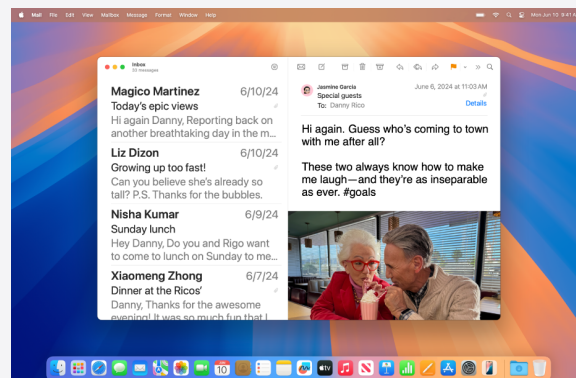 Mail File Edit View Mailbox Message Format Window Help
Mon Jun 10 9:41 A
Inbox
Magico Martinez 6/10/24
Today's epic views
Hi again Danny, Reporting back on
another breathtaking day in the m...
Liz Dizon 6/10/24
Growing up too fast!
Can you believe she's already so
tall? P.S. Thanks for the bubbles.
Nisha Kumar 6/9/24
Sunday lunch
Hey Danny, Do you and Rigo want
to come to lunch on Sunday to me...
Xiaomeng Zhong 6/7/24
Dinner at the Ricos'
Danny, Thanks for the awesome
evening! It was so much fun that I
Jasmine Garcia June 6, 2024 at 11:03 AM
Special guests
To: Danny Rico Details
Hi again. Guess who's coming to town
with me after all?
These two always know how to make
me laugh—and they're as inseparable
as ever. #goals
10
tv